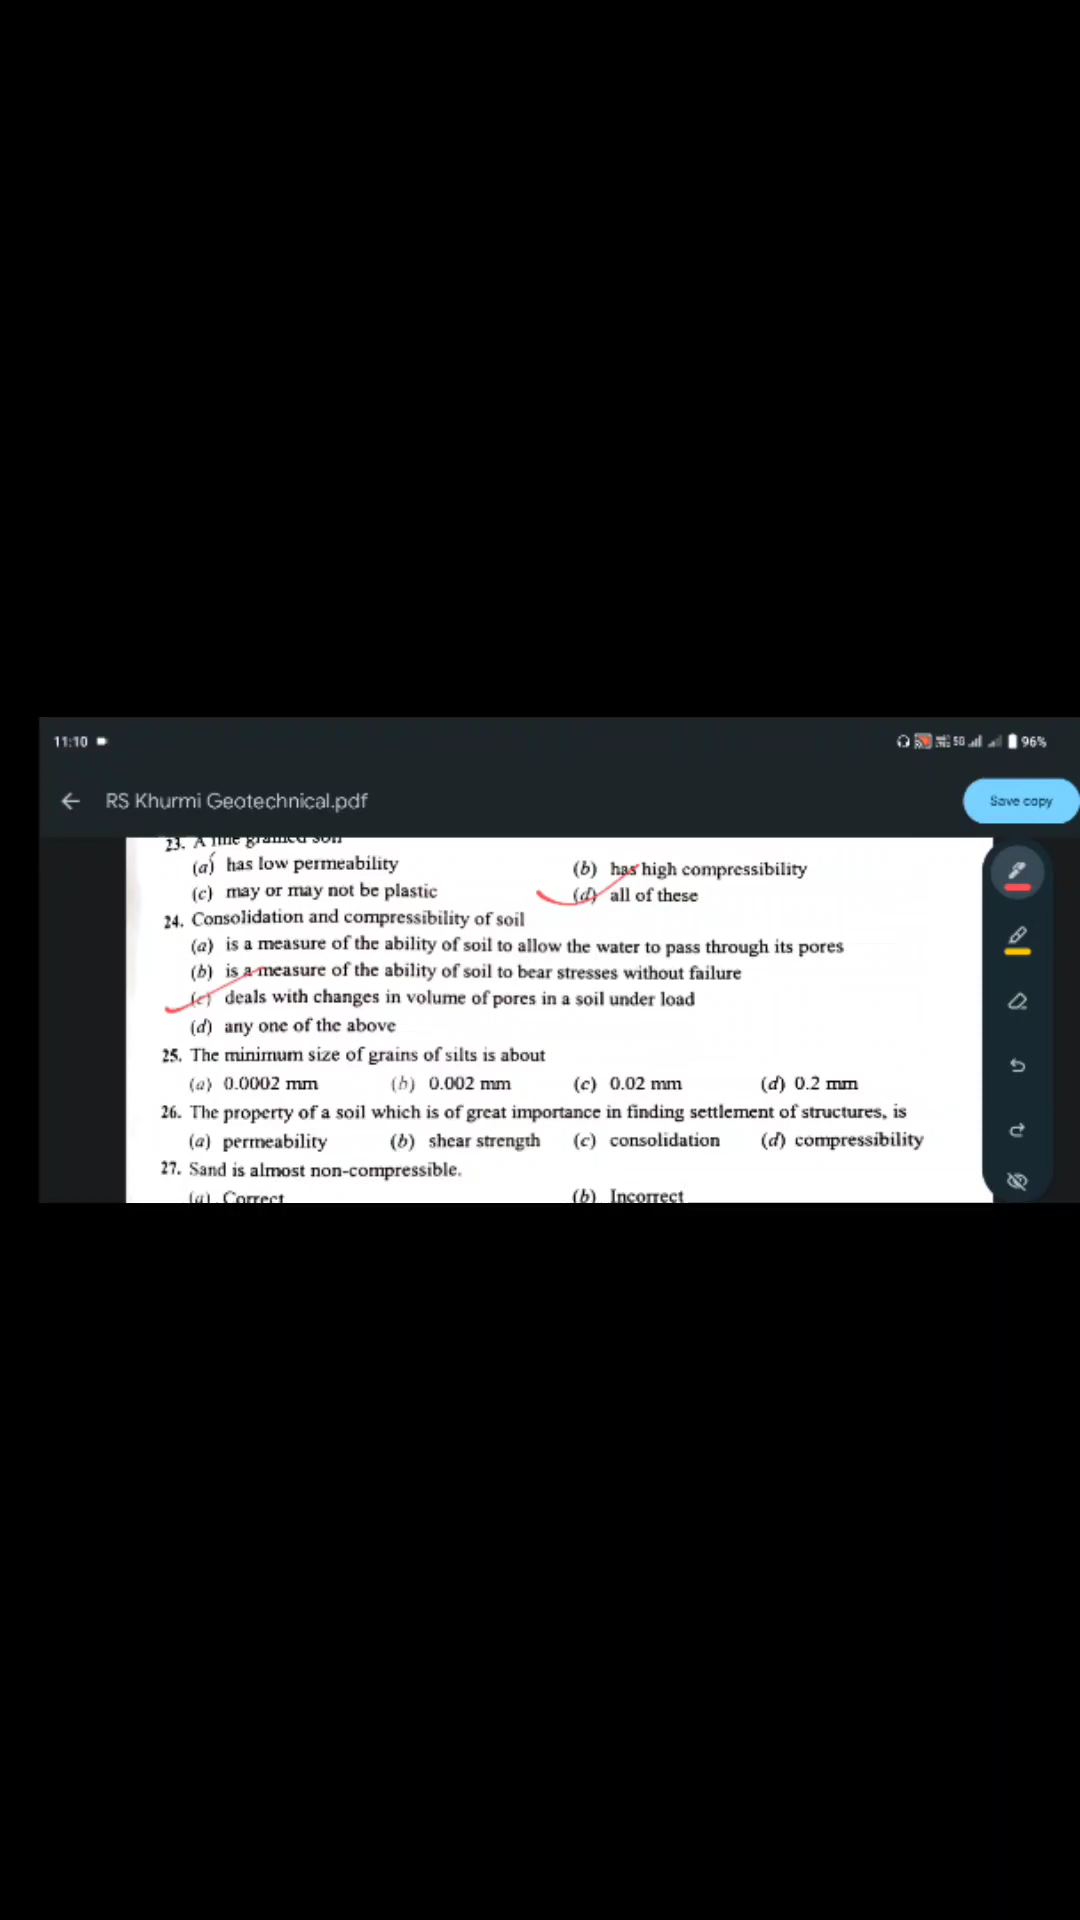 11:10
5G 96%
RS Khurmi Geotechnical.pdf
Save copy
23. A fine grained soil
(a) has low permeability (b) has high compressibility
(c) may or may not be plastic (d) all of these
24. Consolidation and compressibility of soil
(a) is a measure of the ability of soil to allow the water to pass through its pores
(b) is a measure of the ability of soil to bear stresses without failure
(c) deals with changes in volume of pores in a soil under load
(d) any one of the above
25. The minimum size of grains of silts is about
(a) 0.0002 mm (b) 0.002 mm (c) 0.02 mm (d) 0.2 mm
26. The property of a soil which is of great importance in finding settlement of structures, is
(a) permeability (b) shear strength (c) consolidation (d) compressibility
27. Sand is almost non-compressible.
(a) Correct (b) Incorrect